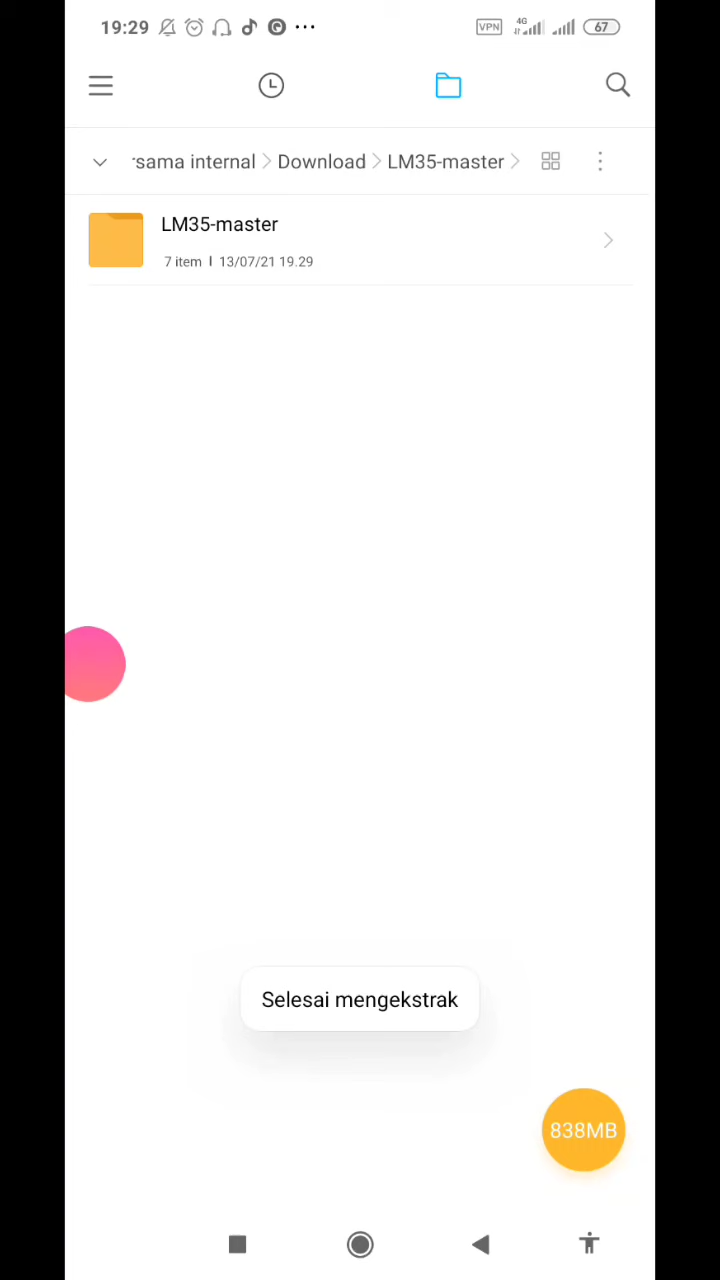 19:29 VPN 4G 67
sama internal > Download > LM35-master >
LM35-master
7 item | 13/07/21 19.29
Selesai mengekstrak
838MB